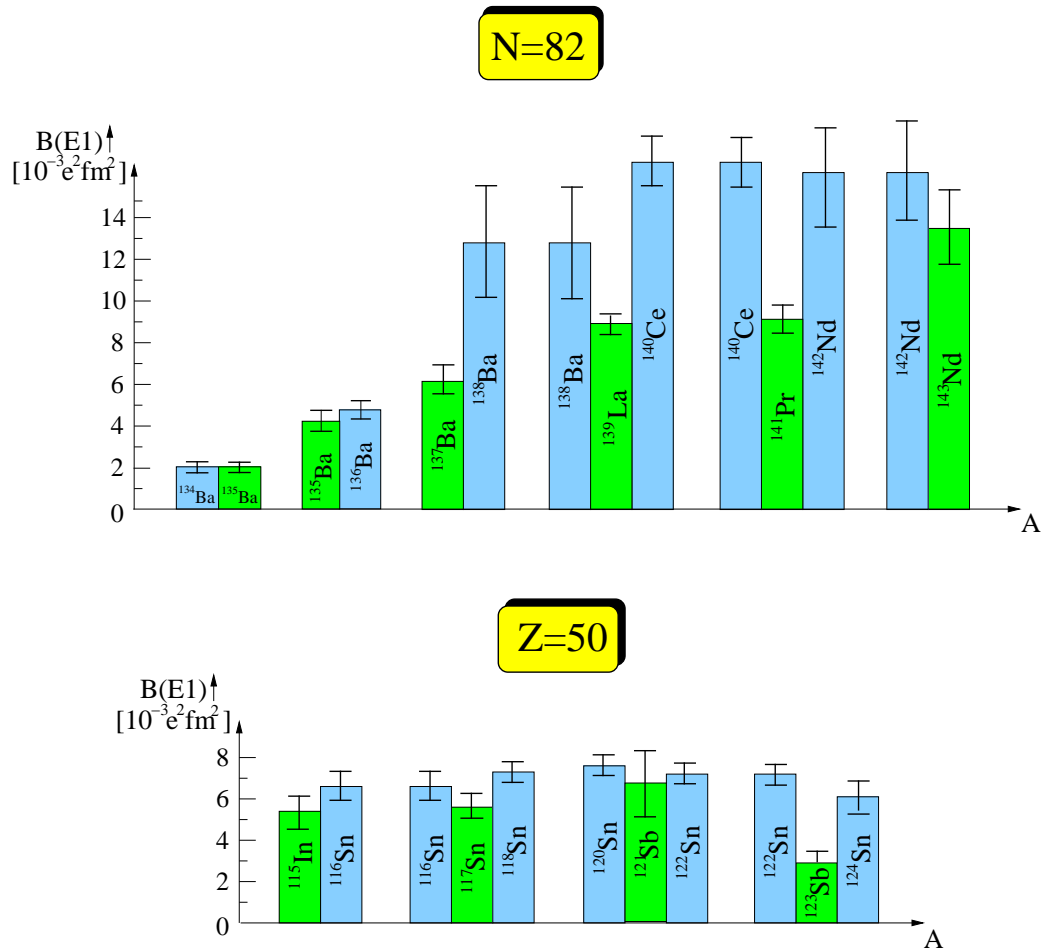 N=82
B(E1)↑
[10⁻³e²fm²]
14
12
10
8
6
4
2
0
¹³⁴Ba
¹³⁵Ba
¹³⁵Ba
¹³⁶Ba
¹³⁷Ba
¹³⁸Ba
¹³⁸Ba
¹³⁹La
¹⁴⁰Ce
¹⁴⁰Ce
¹⁴¹Pr
¹⁴²Nd
¹⁴²Nd
¹⁴³Nd
A
Z=50
B(E1)↑
[10⁻³e²fm²]
8
6
4
2
0
¹¹⁵In
¹¹⁶Sn
¹¹⁶Sn
¹¹⁷Sn
¹¹⁸Sn
¹²⁰Sn
¹²¹Sb
¹²²Sn
¹²²Sn
¹²³Sb
¹²⁴Sn
A